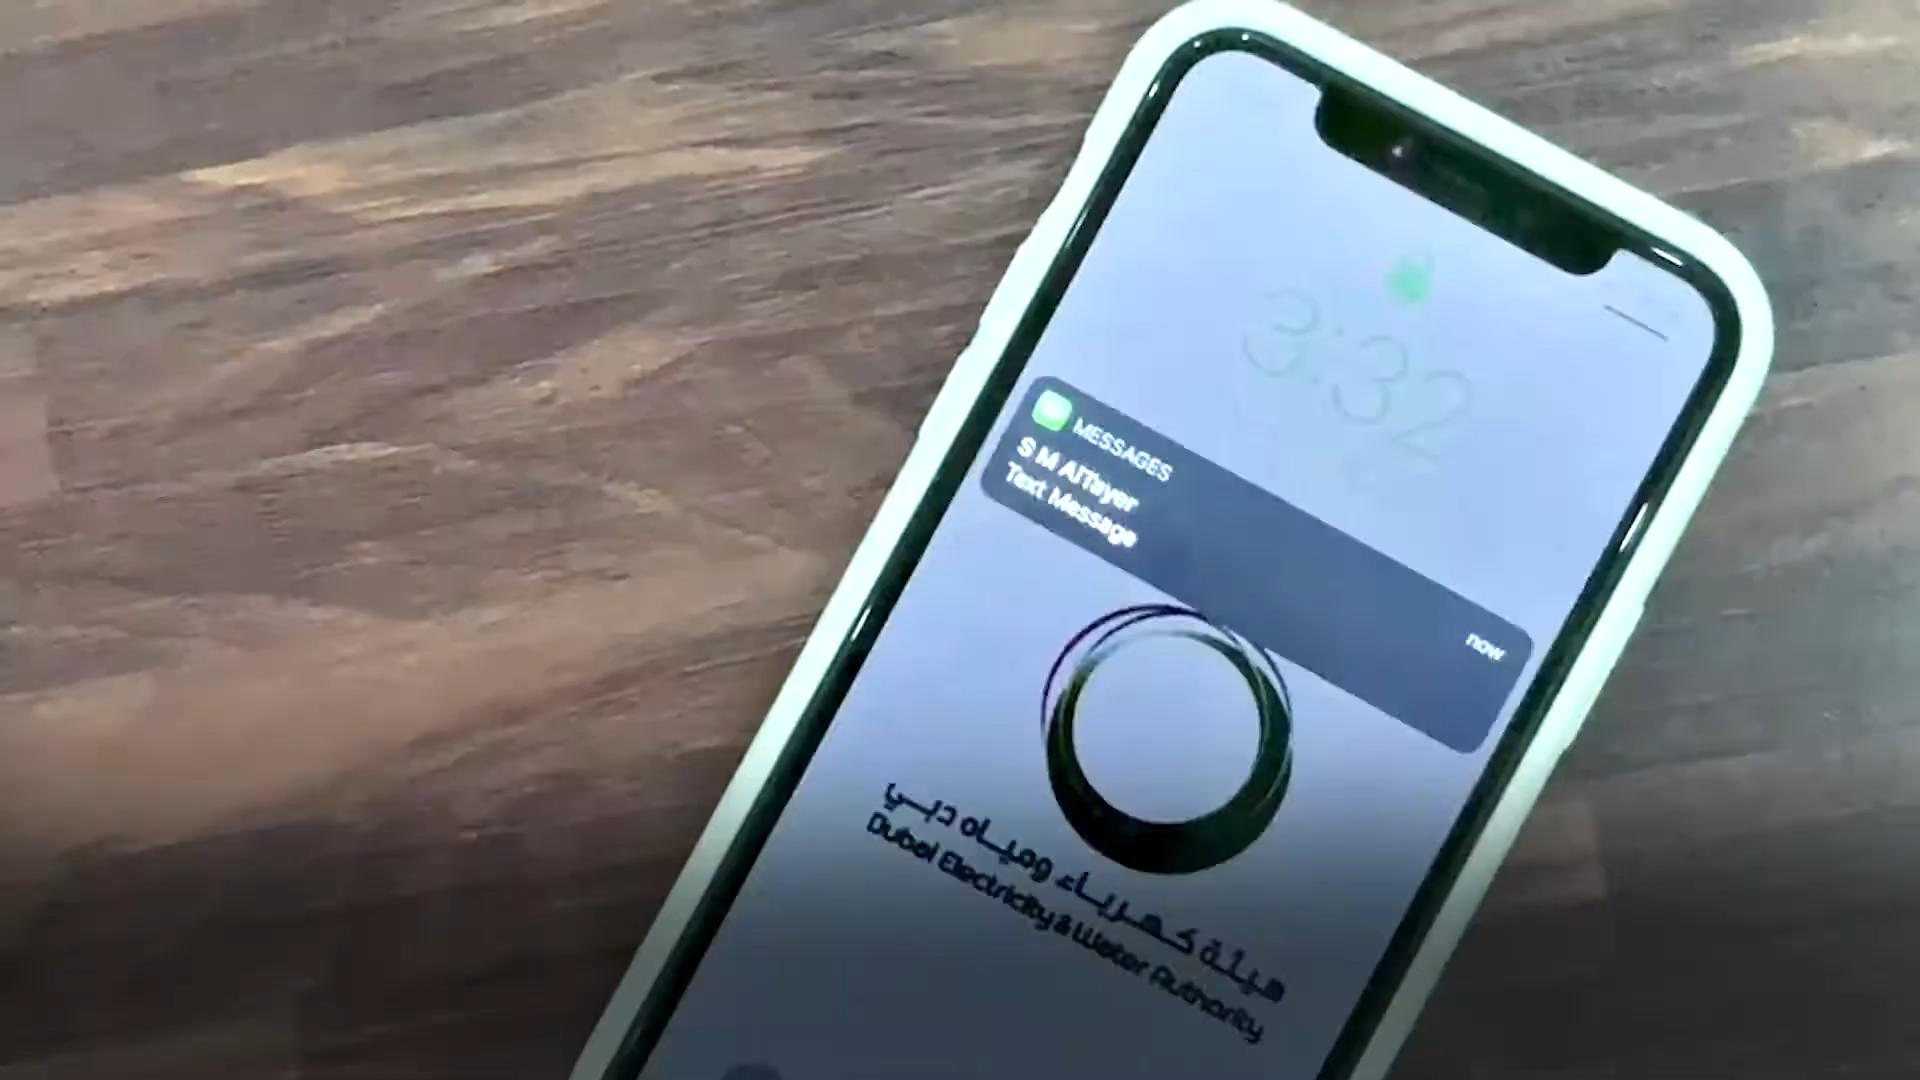 3:32
MESSAGES
now
S M AlTayer
Text Message
هيئة كهرباء ومياه دبي
Dubai Electricity & Water Authority